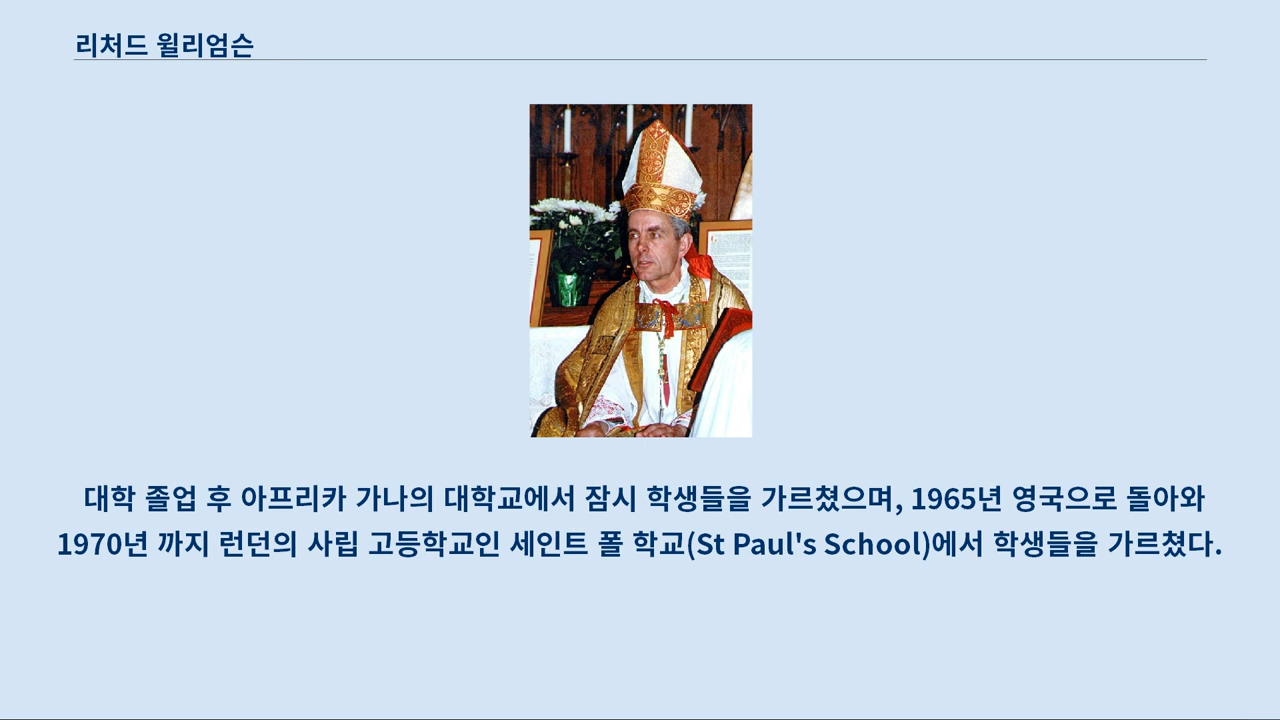 리처드 윌리엄슨
대학 졸업 후 아프리카 가나의 대학교에서 잠시 학생들을 가르쳤으며, 1965년 영국으로 돌아와
1970년 까지 런던의 사립 고등학교인 세인트 폴 학교(St Paul's School)에서 학생들을 가르쳤다.